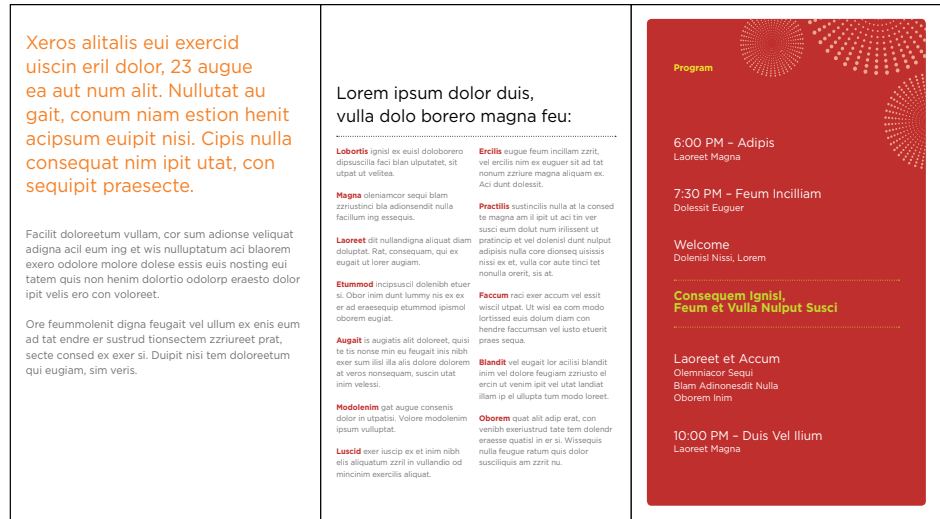 Xeros alitalis eui exercid
uiscin eril dolor, 23 augue
ea aut num alit. Nullutat au
gait, conum niam estion henit
acipsum euipit nisi. Cipis nulla
consequat nim ipit utat, con
sequipit praesecte.
Facilit doloreetum vullam, cor sum adionse veliquat
adigna acil eum ing et wis nulluptatum aci blaorem
exero odolore molore dolese essis euis nosting eui
tatem quis non henim dolortio odolorp eraesto dolor
ipit velis ero con voloreet.
Ore feummolenit digna feugait vel ullum ex enis eum
ad tat endre er sustrud tionsectem zzriureet prat,
secte consed ex exer si. Duipit nisi tem doloreetum
qui eugiam, sim veris.
Lorem ipsum dolor duis,
vulla dolo borero magna feu:
Lobortis ignisl ex euisl doloborero
dipsuscilla faci blan ulputatet, sit
utpat ut velitea.
Magna oleniamcor sequi blam
zzriustinci bla adionsendit nulla
facillum ing essequis.
Laoreet dit nullandigna aliquat diam
doluptat. Rat, consequam, qui ex
eugait ut lorer augiam.
Etummod incipsuscil dolenibh etuer
si. Obor inim dunt lummy nis ex ex
er ad eraesequip etummod ipismol
oborem eugiat.
Augait is augiatis alit doloreet, quisi
te tis nonse min eu feugait inis nibh
exer sum ilisl illa alis dolore dolorem
at veros nonsequam, suscin utat
inim velessi.
Modolenim gat augue consenis
dolor in utpatisi. Volore modolenim
ipsum vulluptat.
Luscid exer iuscip ex et inim nibh
elis aliquatum zzril in vullandio od
mincinim exercilis aliquat.
Ercilis eugue feum incillam zzrit,
vel ercilis nim ex euguer sit ad tat
nonum zzriure magna aliquam ex.
Aci dunt dolessit.
Practilis sustincilis nulla at la consed
te magna am il ipit ut aci tin ver
susci eum dolut num irilissent ut
pratincip et vel dolenisl dunt nulput
adipisis nulla core dionseq uisissis
nissi ex et, vulla cor aute tinci tet
nonulla orerit, sis at.
Faccum raci exer accum vel essit
wiscil utpat. Ut wisl ea com modo
lortissed euis dolum diam con
hendre faccumsan vel iusto etuerit
praes sequa.
Blandit vel eugait lor acilisi blandit
inim vel dolore feugiam zzriusto el
ercin ut venim ipit vel utat landiat
illam ip el ullupta tum modo loreet.
Oborem quat alit adip erat, con
venibh exeriustrud tate tem dolendr
eraesse quatisl in er si. Wissequis
nulla feugue ratum quis dolor
susciliquis am zzrit nu.
Program
6:00 PM – Adipis
Laoreet Magna
7:30 PM – Feum Incilliam
Dolessit Euguer
Welcome
Dolenisl Nissi, Lorem
Consequem Ignisl,
Feum et Vulla Nulput Susci
Laoreet et Accum
Olemniacor Sequi
Blam Adinonesdit Nulla
Oborem Inim
10:00 PM – Duis Vel Ilium
Laoreet Magna